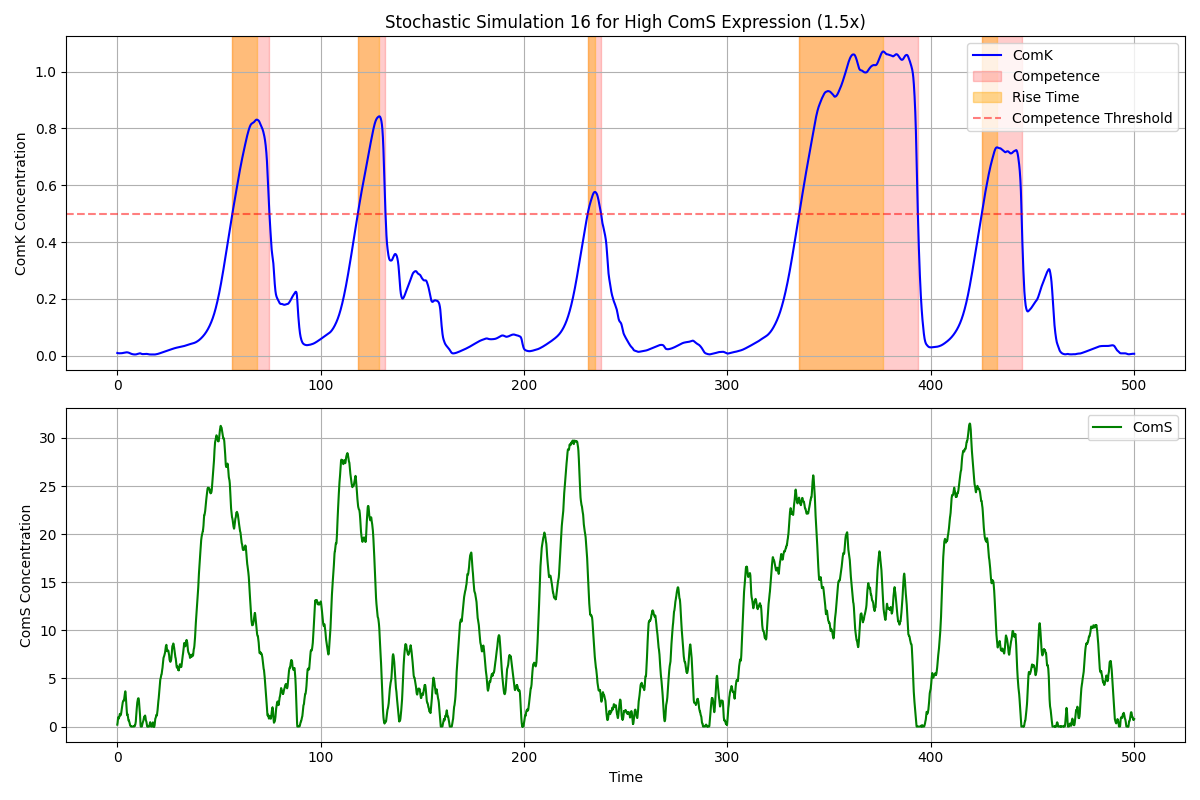 Stochastic Simulation 16 for High ComS Expression (1.5x)
ComK Concentration
1.0
0.8
0.6
0.4
0.2
0.0
ComK
Competence
Rise Time
Competence Threshold
0 100 200 300 400 500
ComS Concentration
30
25
20
15
10
5
0
ComS
0 100 200 300 400 500
Time